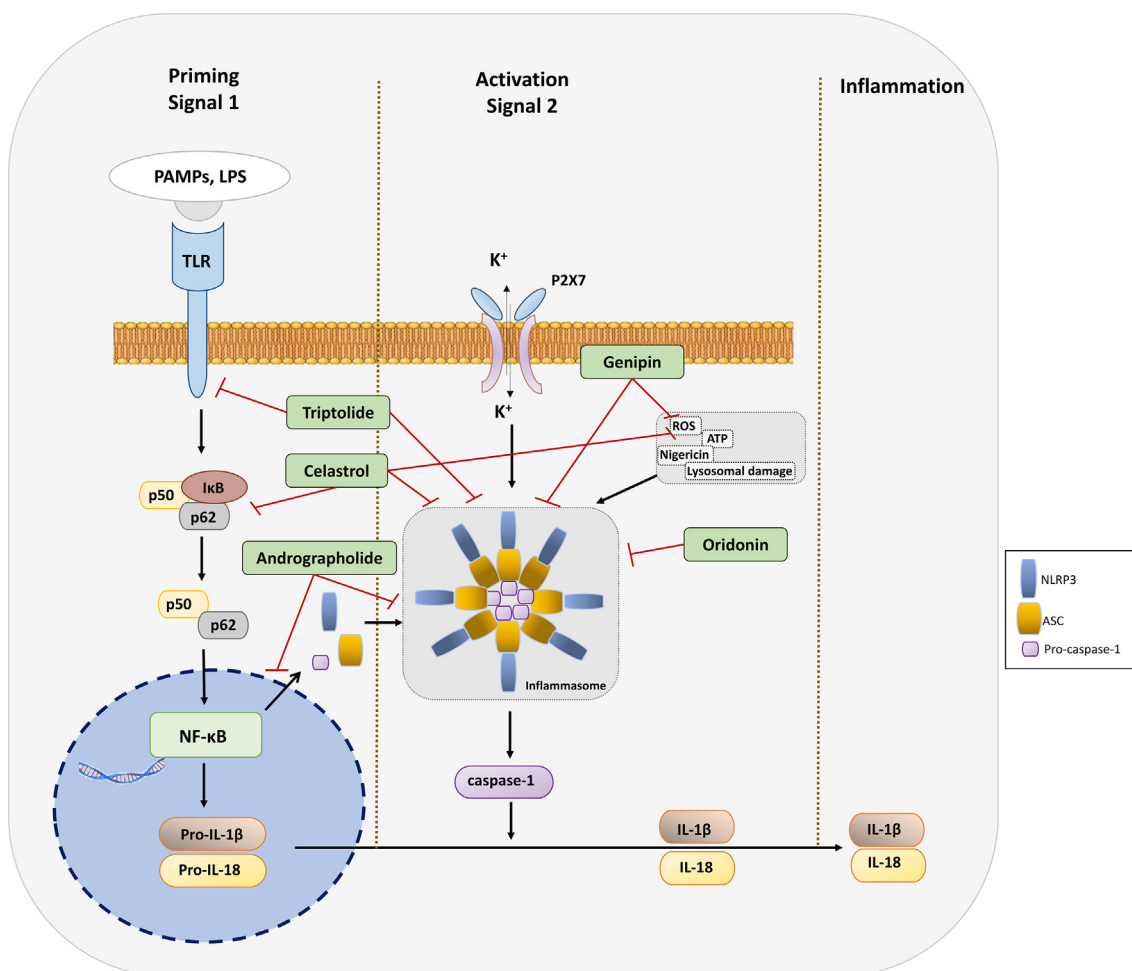 Priming
Signal 1
Activation
Signal 2
Inflammation
PAMPs, LPS
TLR
K+
P2X7
Genipin
K+
Triptolide
ROS
ATP
Nigericin
Lysosomal damage
Celastrol
p50
IκB
p62
Andrographolide
Oridonin
p50
p62
Inflammasome
NF-κB
caspase-1
Pro-IL-1β
Pro-IL-18
IL-1β
IL-18
IL-1β
IL-18
NLRP3
ASC
Pro-caspase-1